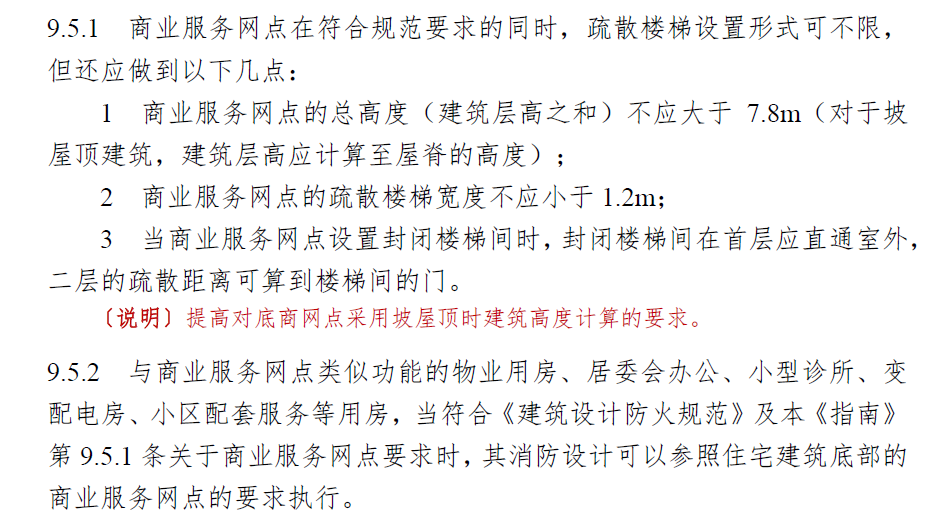 9.5.1 商业服务网点在符合规范要求的同时，疏散楼梯设置形式可不限，
但还应做到以下几点：
1 商业服务网点的总高度（建筑层高之和）不应大于 7.8m（对于坡
屋顶建筑，建筑层高应计算至屋脊的高度）；
2 商业服务网点的疏散楼梯宽度不应小于 1.2m；
3 当商业服务网点设置封闭楼梯间时，封闭楼梯间在首层应直通室外，
二层的疏散距离可算到楼梯间的门。
〔说明〕提高对底商网点采用坡屋顶时建筑高度计算的要求。
9.5.2 与商业服务网点类似功能的物业用房、居委会办公、小型诊所、变
配电房、小区配套服务等用房，当符合《建筑设计防火规范》及本《指南》
第 9.5.1 条关于商业服务网点要求时，其消防设计可以参照住宅建筑底部的
商业服务网点的要求执行。